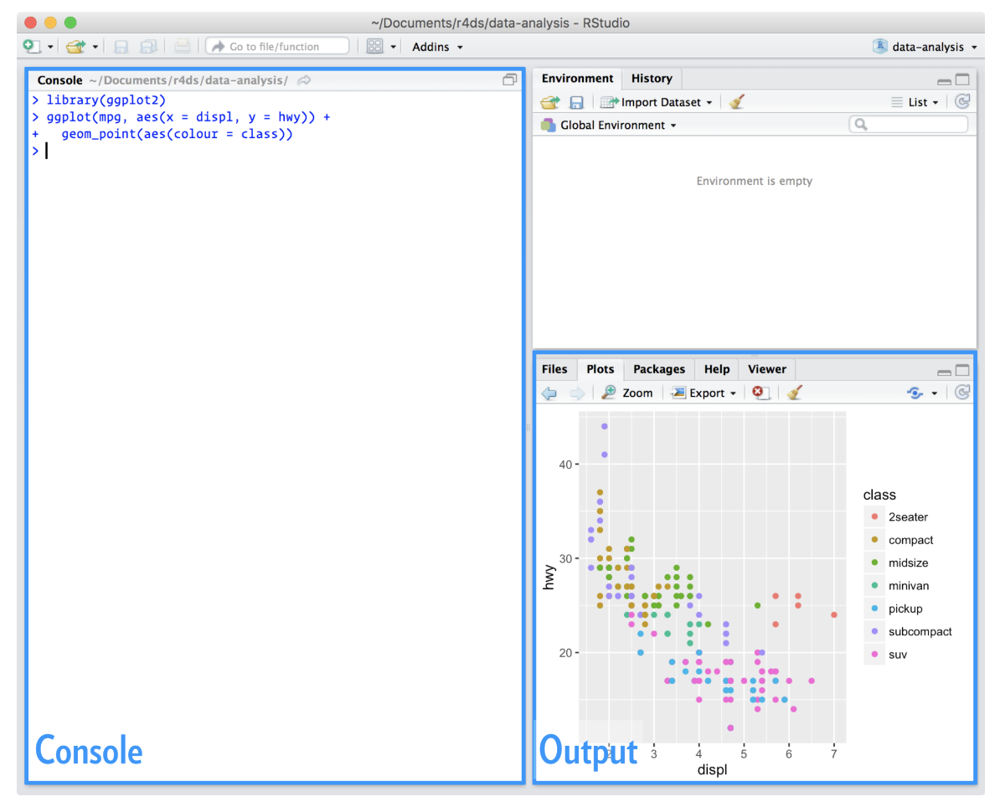 ~/Documents/r4ds/data-analysis - RStudio
Go to file/function
Addins
data-analysis
Console ~/Documents/r4ds/data-analysis/
> library(ggplot2)
> ggplot(mpg, aes(x = displ, y = hwy)) +
+   geom_point(aes(colour = class))
>
Console
Environment History
Import Dataset
List
Global Environment
Environment is empty
Files Plots Packages Help Viewer
Zoom Export
40
30
20
hwy
2 3 4 5 6 7
displ
class
2seater
compact
midsize
minivan
pickup
subcompact
suv
Output